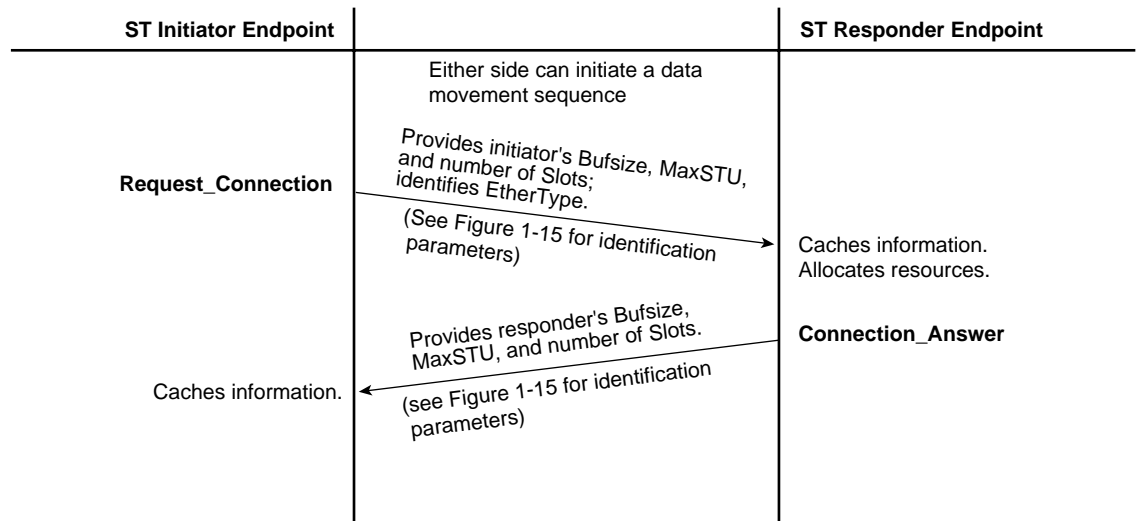 ST Initiator Endpoint
ST Responder Endpoint
Either side can initiate a data
movement sequence
Provides initiator's Bufsize, MaxSTU,
and number of Slots;
identifies EtherType.
Request_Connection
(See Figure 1-15 for identification
parameters)
Caches information.
Allocates resources.
Provides responder's Bufsize,
MaxSTU, and number of Slots.
Connection_Answer
Caches information.
(see Figure 1-15 for identification
parameters)